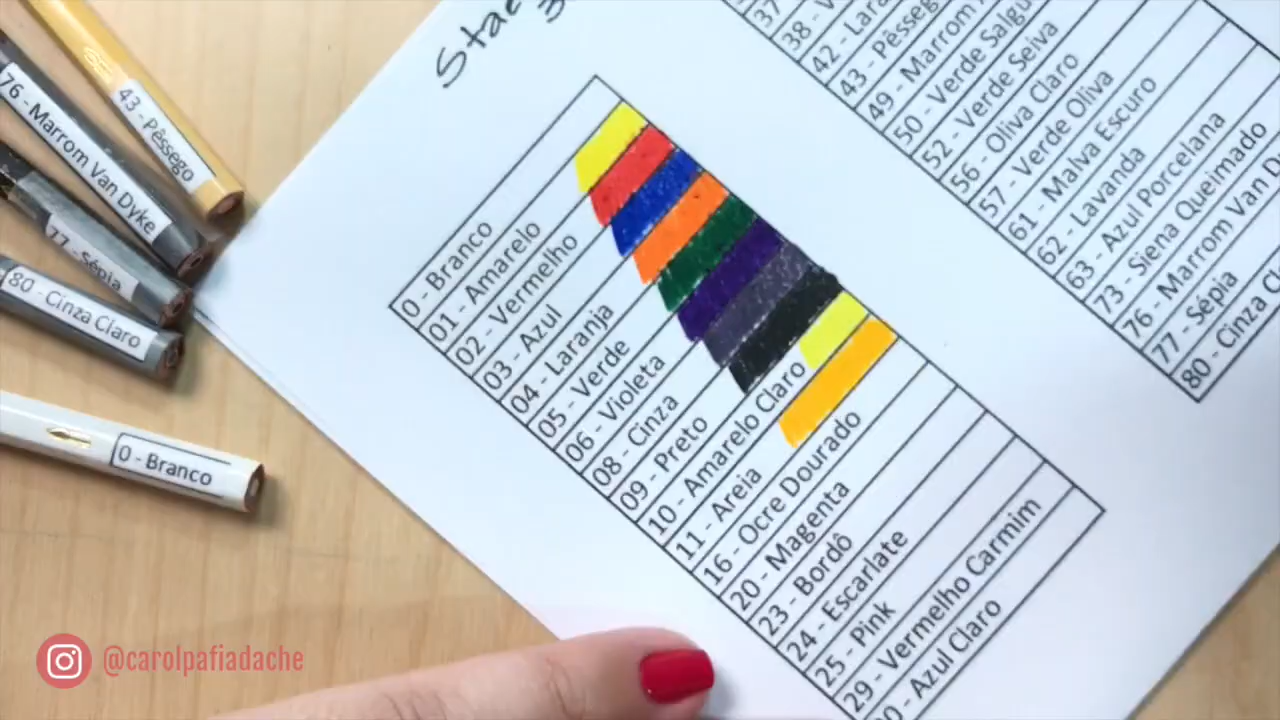 43 - Pêssego
76 - Marrom Van Dyke
77 - Sépia
80 - Cinza Claro
0 - Branco
0 - Branco
01 - Amarelo
02 - Vermelho
03 - Azul
04 - Laranja
05 - Verde
06 - Violeta
08 - Cinza
09 - Preto
10 - Amarelo Claro
11 - Areia
16 - Ocre Dourado
20 - Magenta
23 - Bordô
24 - Escarlate
25 - Pink
29 - Vermelho Carmim
Azul Claro
37
38 -
42 -
43 -
49 - Marrom
50 - Verde
52 - Verde Seiva
56 - Oliva Claro
57 - Verde Oliva
61 - Malva Escuro
62 - Lavanda
63 - Azul Porcelana
73 - Siena Queimado
76 - Marrom Van
77 - Sépia
80 - Cinza
@carolpafiadache